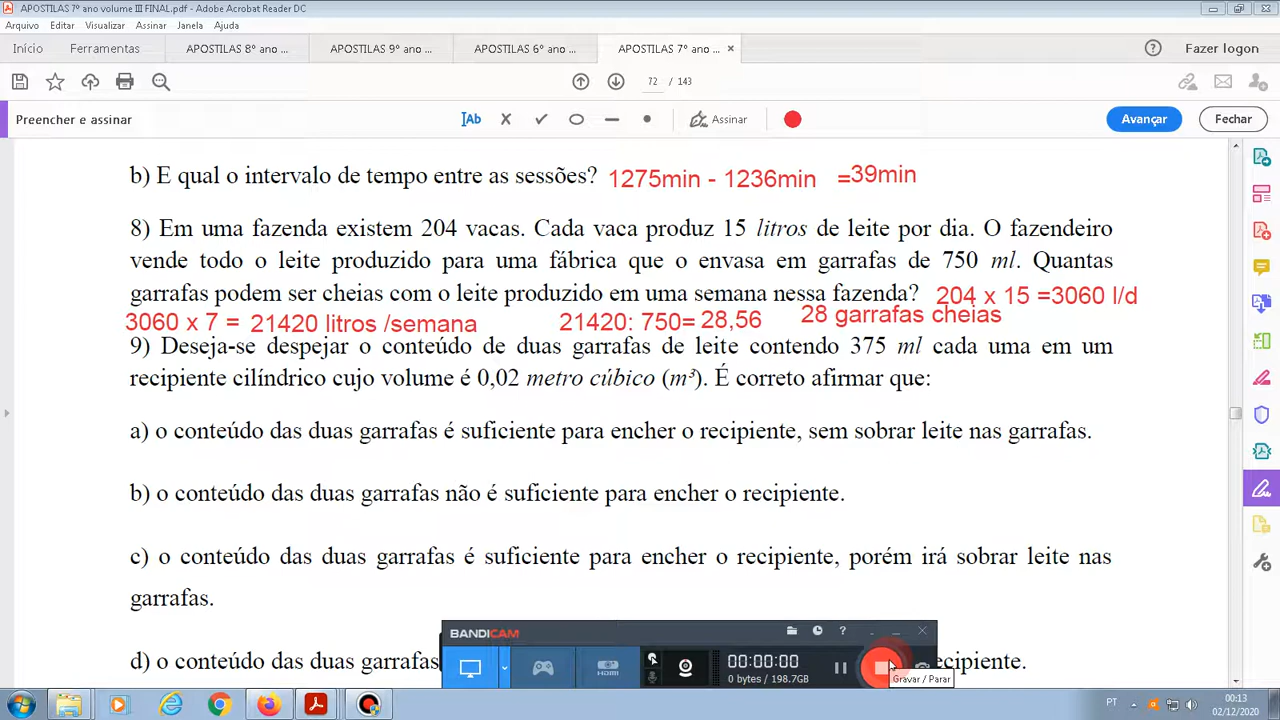 APOSTILAS 7º ano volume III FINAL.pdf - Adobe Acrobat Reader DC
Arquivo Editar Visualizar Assinar Janela Ajuda
Início Ferramentas APOSTILAS 8º ano ... APOSTILAS 9º ano ... APOSTILAS 6º ano ... APOSTILAS 7º ano ... × ? Fazer logon
72 / 143
Preencher e assinar IAb Assinar Avançar Fechar
b) E qual o intervalo de tempo entre as sessões? 1275min - 1236min =39min
8) Em uma fazenda existem 204 vacas. Cada vaca produz 15 litros de leite por dia. O fazendeiro
vende todo o leite produzido para uma fábrica que o envasa em garrafas de 750 ml. Quantas
garrafas podem ser cheias com o leite produzido em uma semana nessa fazenda? 204 x 15 =3060 l/d
3060 x 7 = 21420 litros /semana 21420: 750= 28,56 28 garrafas cheias
9) Deseja-se despejar o conteúdo de duas garrafas de leite contendo 375 ml cada uma em um
recipiente cilíndrico cujo volume é 0,02 metro cúbico (m³). É correto afirmar que:
a) o conteúdo das duas garrafas é suficiente para encher o recipiente, sem sobrar leite nas garrafas.
b) o conteúdo das duas garrafas não é suficiente para encher o recipiente.
c) o conteúdo das duas garrafas é suficiente para encher o recipiente, porém irá sobrar leite nas
garrafas.
BANDICAM ?
d) o conteúdo das duas garrafas ecipiente.
HDMI 00:00:00
0 bytes / 198.7GB
Gravar / Parar
PT 00:13
02/12/2020